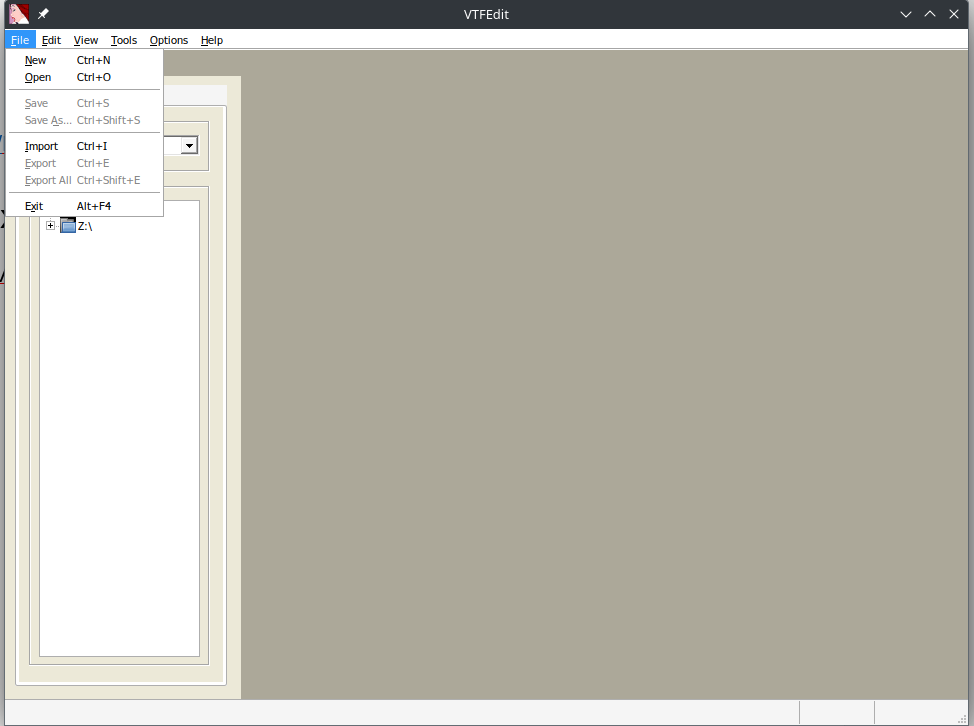 VTFEdit
File Edit View Tools Options Help
New Ctrl+N
Open Ctrl+O
Save Ctrl+S
Save As... Ctrl+Shift+S
Import Ctrl+I
Export Ctrl+E
Export All Ctrl+Shift+E
Exit Alt+F4
Z:\